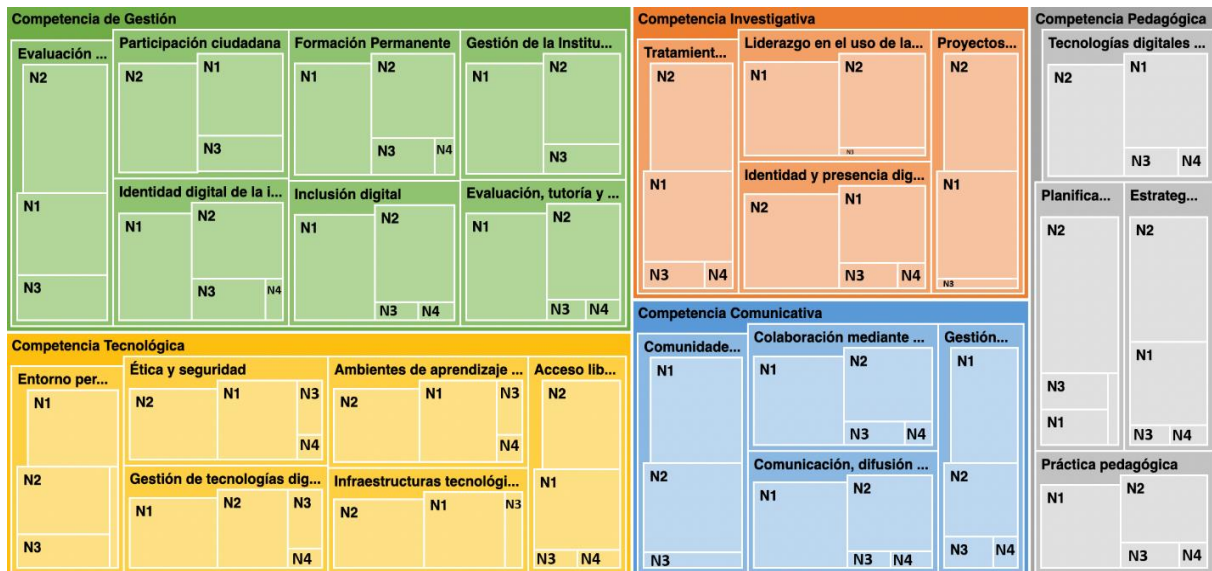 Competencia de Gestión
Evaluación ...
N2
N1
N3
Participación ciudadana
N2
N1
N3
Formación Permanente
N1
N2
N3
N4
Gestión de la Institu...
N1
N2
N3
Identidad digital de la i...
N1
N2
N3
N4
Inclusión digital
N1
N2
N3
N4
Evaluación, tutoría y ...
N1
N2
N3
N4
Competencia Tecnológica
Entorno per...
N1
N2
N3
Ética y seguridad
N2
N1
N3
N4
Ambientes de aprendizaje ...
N2
N1
N3
N4
Gestión de tecnologías dig...
N1
N2
N3
N4
Infraestructuras tecnológi...
N2
N1
N3
Acceso lib...
N2
N1
N3
N4
Competencia Investigativa
Tratamient...
N2
N1
N3
N4
Liderazgo en el uso de la...
N1
N2
N3
Identidad y presencia dig...
N2
N1
N3
N4
Proyectos...
N2
N1
N3
Competencia Comunicativa
Comunidade...
N1
N2
N3
Colaboración mediante ...
N1
N2
N3
N4
Comunicación, difusión ...
N1
N2
N3
N4
Gestión...
N1
N2
N3
N4
Competencia Pedagógica
Tecnologías digitales ...
N2
N1
N3
N4
Planifica...
N2
N3
N1
Estrateg...
N2
N1
N3
N4
Práctica pedagógica
N1
N2
N3
N4